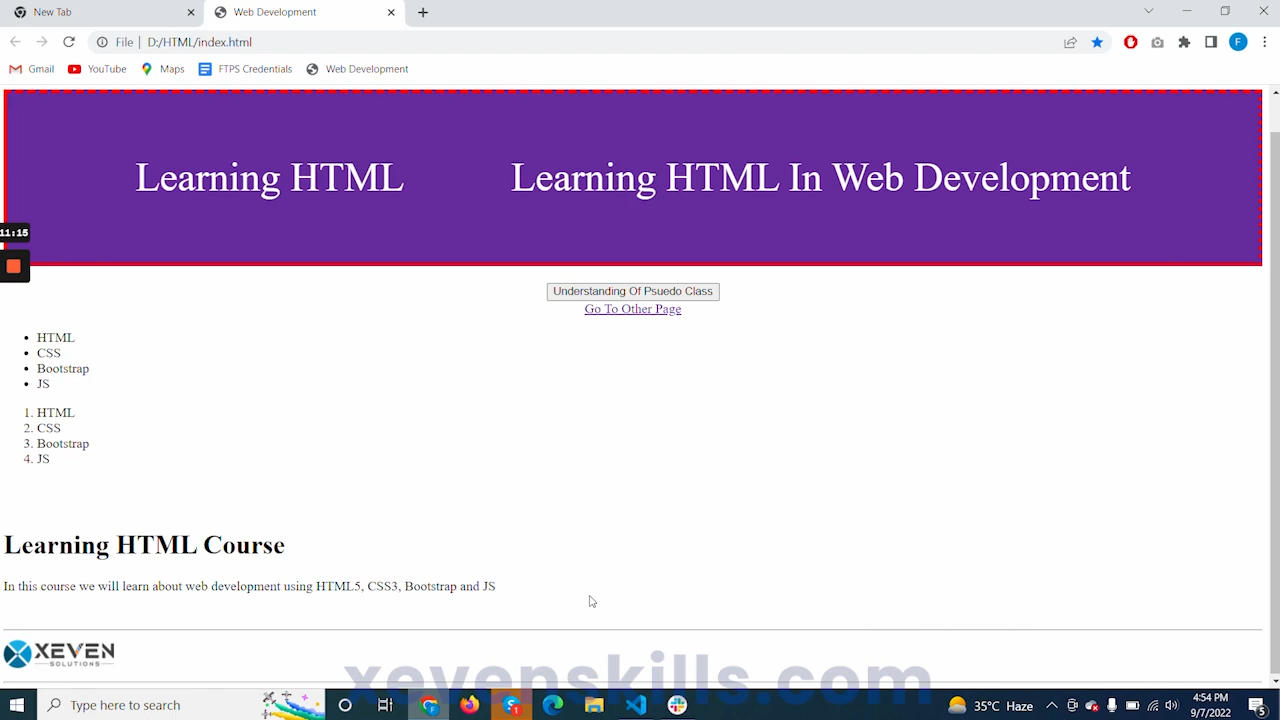 New Tab
Web Development
File | D:/HTML/index.html
F
Gmail YouTube Maps FTPS Credentials Web Development
Learning HTML Learning HTML In Web Development
11:15
Understanding Of Psuedo Class
Go To Other Page
• HTML
• CSS
• Bootstrap
• JS
1. HTML
2. CSS
3. Bootstrap
4. JS
Learning HTML Course
In this course we will learn about web development using HTML5, CSS3, Bootstrap and JS
XEVEN
SOLUTIONS
xevenskills.com
Type here to search
35°C Haze
4:54 PM
9/7/2022
5